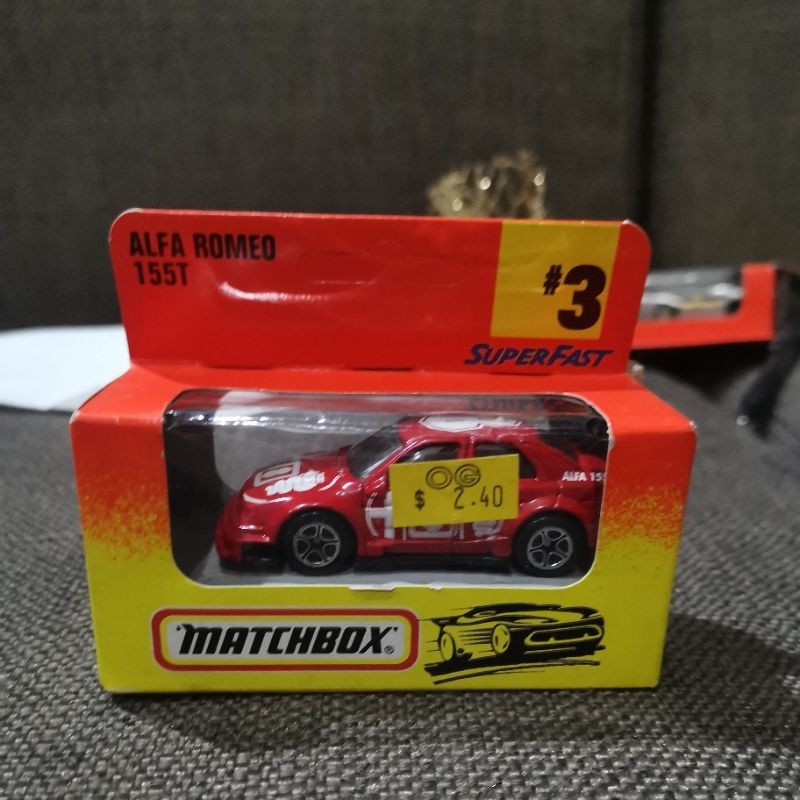 ALFA ROMEO
155T
#3
SUPERFAST
OG
$ 2.40
ALFA 155
MATCHBOX®